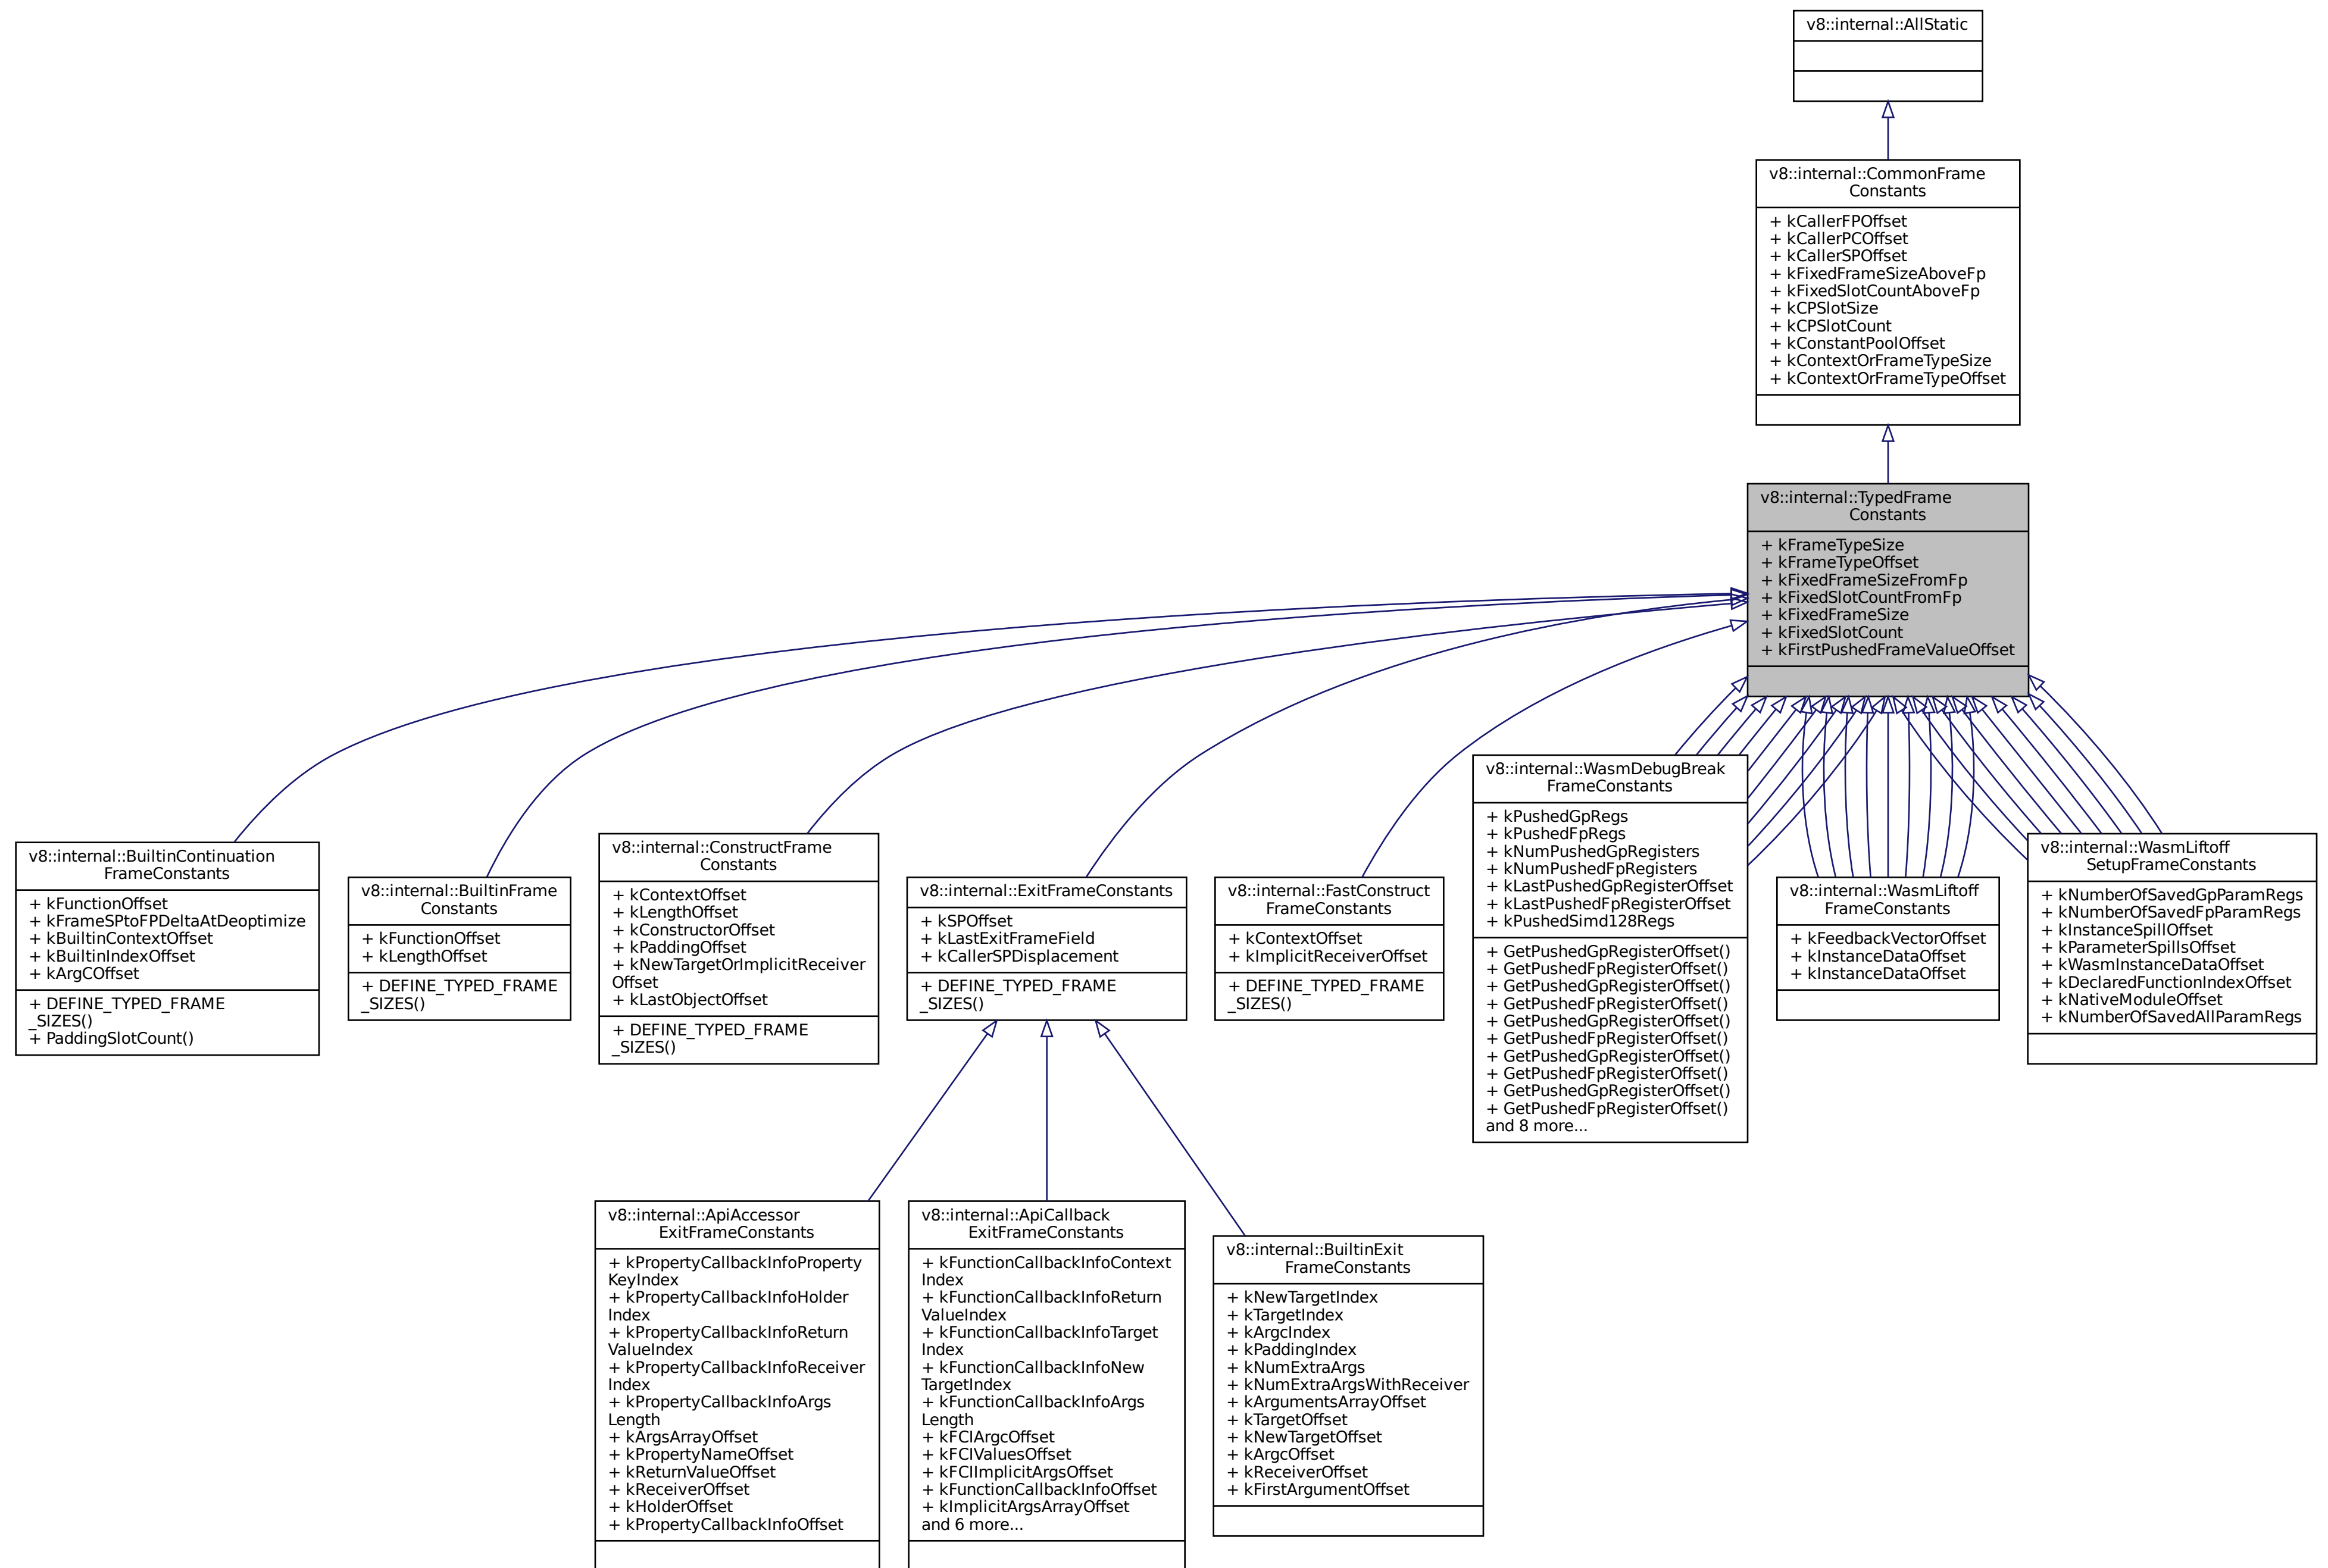 v8::internal::AllStatic
v8::internal::CommonFrame
Constants
+ kCallerFPOffset
+ kCallerPCOffset
+ kCallerSPOffset
+ kFixedFrameSizeAboveFp
+ kFixedSlotCountAboveFp
+ kCPSlotSize
+ kCPSlotCount
+ kConstantPoolOffset
+ kContextOrFrameTypeSize
+ kContextOrFrameTypeOffset
v8::internal::TypedFrame
Constants
+ kFrameTypeSize
+ kFrameTypeOffset
+ kFixedFrameSizeFromFp
+ kFixedSlotCountFromFp
+ kFixedFrameSize
+ kFixedSlotCount
+ kFirstPushedFrameValueOffset
v8::internal::BuiltinContinuation
FrameConstants
+ kFunctionOffset
+ kFrameSPtoFPDeltaAtDeoptimize
+ kBuiltinContextOffset
+ kBuiltinIndexOffset
+ kArgCOffset
+ DEFINE_TYPED_FRAME
_SIZES()
+ PaddingSlotCount()
v8::internal::BuiltinFrame
Constants
+ kFunctionOffset
+ kLengthOffset
+ DEFINE_TYPED_FRAME
_SIZES()
v8::internal::ConstructFrame
Constants
+ kContextOffset
+ kLengthOffset
+ kConstructorOffset
+ kPaddingOffset
+ kNewTargetOrImplicitReceiver
Offset
+ kLastObjectOffset
+ DEFINE_TYPED_FRAME
_SIZES()
v8::internal::ExitFrameConstants
+ kSPOffset
+ kLastExitFrameField
+ kCallerSPDisplacement
+ DEFINE_TYPED_FRAME
_SIZES()
v8::internal::FastConstruct
FrameConstants
+ kContextOffset
+ kImplicitReceiverOffset
+ DEFINE_TYPED_FRAME
_SIZES()
v8::internal::WasmDebugBreak
FrameConstants
+ kPushedGpRegs
+ kPushedFpRegs
+ kNumPushedGpRegisters
+ kNumPushedFpRegisters
+ kLastPushedGpRegisterOffset
+ kLastPushedFpRegisterOffset
+ kPushedSimd128Regs
+ GetPushedGpRegisterOffset()
+ GetPushedFpRegisterOffset()
+ GetPushedGpRegisterOffset()
+ GetPushedFpRegisterOffset()
+ GetPushedGpRegisterOffset()
+ GetPushedFpRegisterOffset()
+ GetPushedGpRegisterOffset()
+ GetPushedFpRegisterOffset()
+ GetPushedGpRegisterOffset()
+ GetPushedFpRegisterOffset()
and 8 more...
v8::internal::WasmLiftoff
FrameConstants
+ kFeedbackVectorOffset
+ kInstanceDataOffset
+ kInstanceDataOffset
v8::internal::WasmLiftoff
SetupFrameConstants
+ kNumberOfSavedGpParamRegs
+ kNumberOfSavedFpParamRegs
+ kInstanceSpillOffset
+ kParameterSpillsOffset
+ kWasmInstanceDataOffset
+ kDeclaredFunctionIndexOffset
+ kNativeModuleOffset
+ kNumberOfSavedAllParamRegs
v8::internal::ApiAccessor
ExitFrameConstants
+ kPropertyCallbackInfoProperty
KeyIndex
+ kPropertyCallbackInfoHolder
Index
+ kPropertyCallbackInfoReturn
ValueIndex
+ kPropertyCallbackInfoReceiver
Index
+ kPropertyCallbackInfoArgs
Length
+ kArgsArrayOffset
+ kPropertyNameOffset
+ kReturnValueOffset
+ kReceiverOffset
+ kHolderOffset
+ kPropertyCallbackInfoOffset
v8::internal::ApiCallback
ExitFrameConstants
+ kFunctionCallbackInfoContext
Index
+ kFunctionCallbackInfoReturn
ValueIndex
+ kFunctionCallbackInfoTarget
Index
+ kFunctionCallbackInfoNew
TargetIndex
+ kFunctionCallbackInfoArgs
Length
+ kFCIArgcOffset
+ kFCIValuesOffset
+ kFCIImplicitArgsOffset
+ kFunctionCallbackInfoOffset
+ kImplicitArgsArrayOffset
and 6 more...
v8::internal::BuiltinExit
FrameConstants
+ kNewTargetIndex
+ kTargetIndex
+ kArgcIndex
+ kPaddingIndex
+ kNumExtraArgs
+ kNumExtraArgsWithReceiver
+ kArgumentsArrayOffset
+ kTargetOffset
+ kNewTargetOffset
+ kArgcOffset
+ kReceiverOffset
+ kFirstArgumentOffset